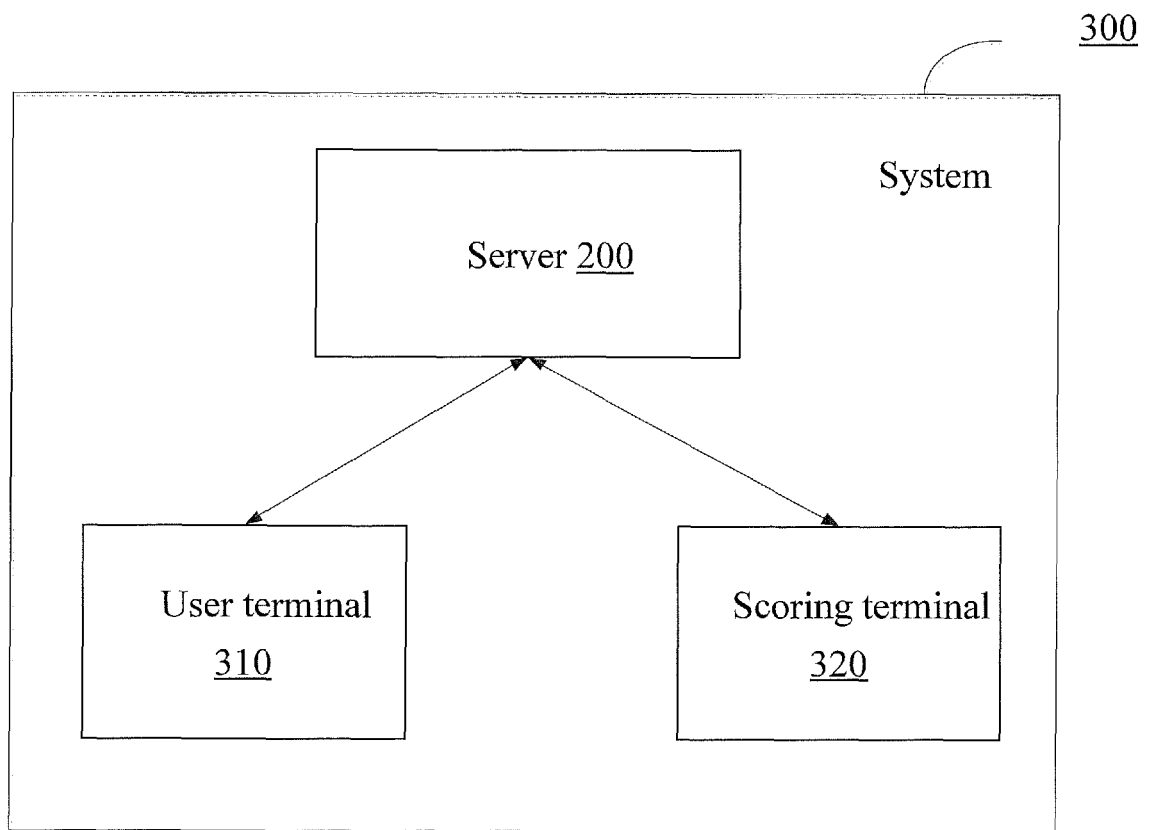 300
System
Server 200
User terminal
310
Scoring terminal
320